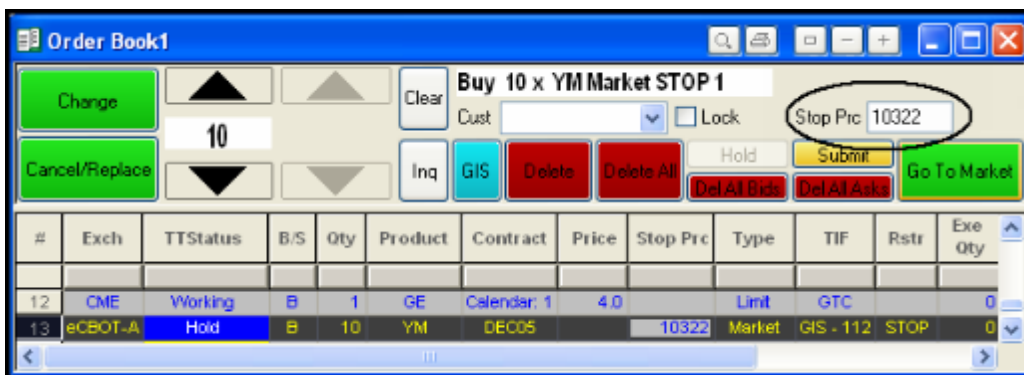 Order Book1
Buy 10 x YM Market STOP 1
Change
10
Clear
Cust
Lock
Stop Prc 10322
Cancel/Replace
Inq
GIS
Delete
Delete All
Hold
Del All Bids
Submit
Del All Asks
Go To Market
# Exch TTStatus B/S Qty Product Contract Price Stop Prc Type TIF Rstr Exe Qty
12 CME Working B 1 GE Calendar: 1 4.0 Limit GTC 0
13 eCBOT-A Hold B 10 YM DEC05 10322 Market GIS - 112 STOP 0